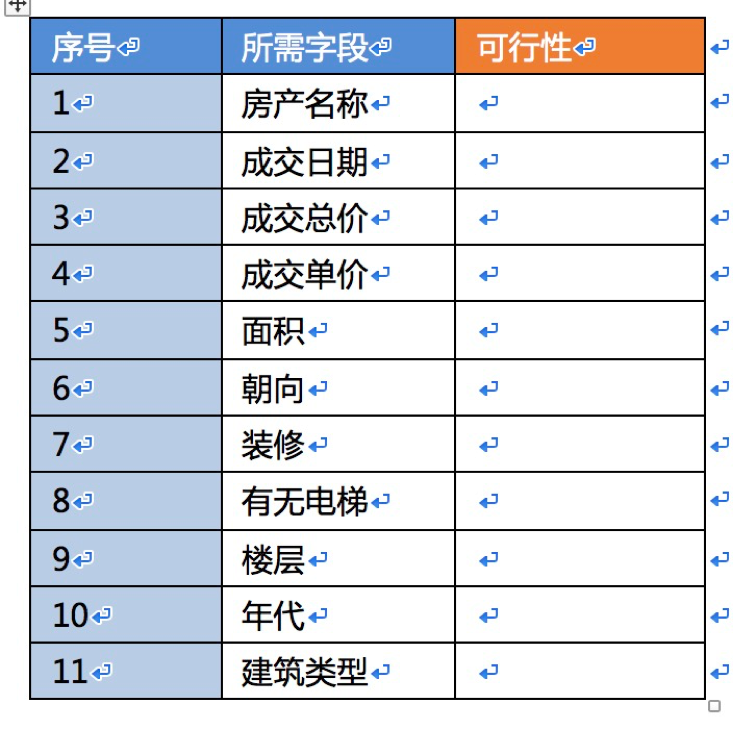 序号 所需字段 可行性
1 房产名称
2 成交日期
3 成交总价
4 成交单价
5 面积
6 朝向
7 装修
8 有无电梯
9 楼层
10 年代
11 建筑类型